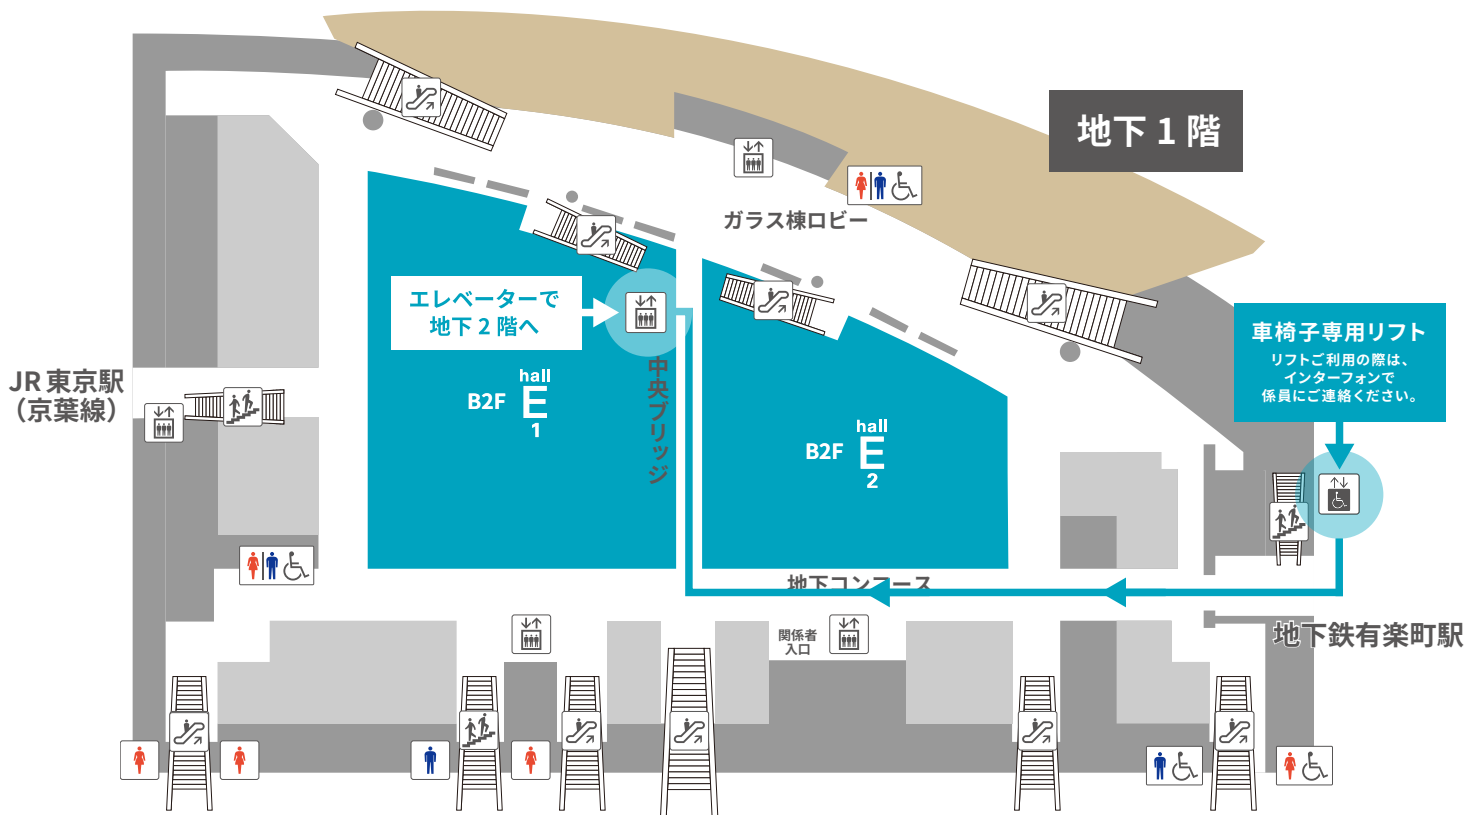 地下 1 階
ガラス棟ロビー
エレベーターで
地下 2 階へ
車椅子専用リフト
リフトご利用の際は、
インターフォンで
係員にご連絡ください。
JR 東京駅
（京葉線）
中央ブリッジ
B2F
hall
E
1
B2F
hall
E
2
地下コンコース
関係者
入口
地下鉄有楽町駅